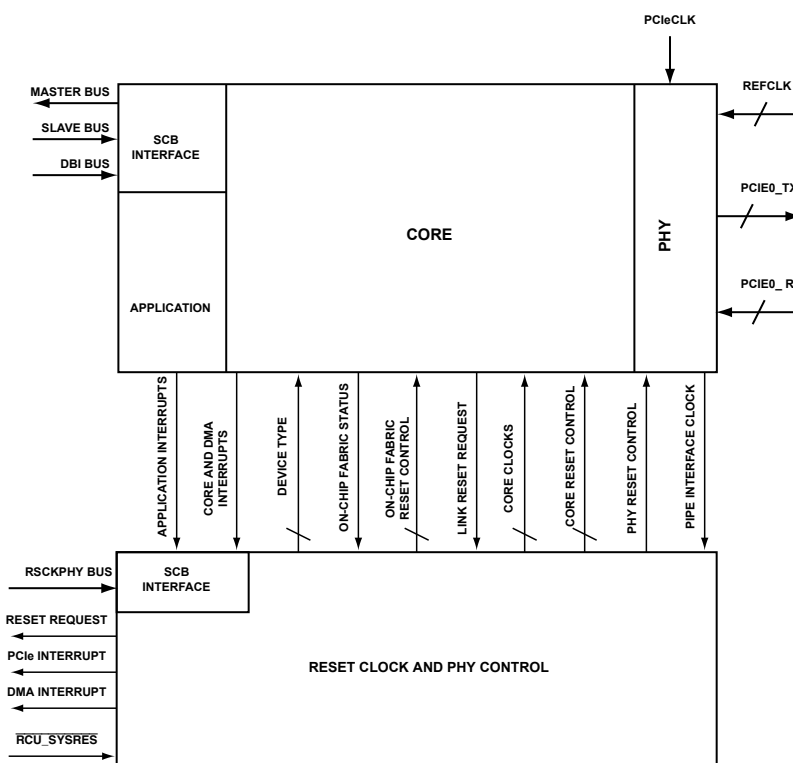 PCIeCLK
MASTER BUS
SLAVE BUS
DBI BUS
SCB
INTERFACE
APPLICATION
CORE
PHY
REFCLK
PCIE0_TX
PCIE0_ R
APPLICATION INTERRUPTS
CORE AND DMA
INTERRUPTS
DEVICE TYPE
ON-CHIP FABRIC STATUS
ON-CHIP FABRIC
RESET CONTROL
LINK RESET REQUEST
CORE CLOCKS
CORE RESET CONTROL
PHY RESET CONTROL
PIPE INTERFACE CLOCK
RSCKPHY BUS
SCB
INTERFACE
RESET REQUEST
PCIe INTERRUPT
DMA INTERRUPT
RCU_SYSRES
RESET CLOCK AND PHY CONTROL